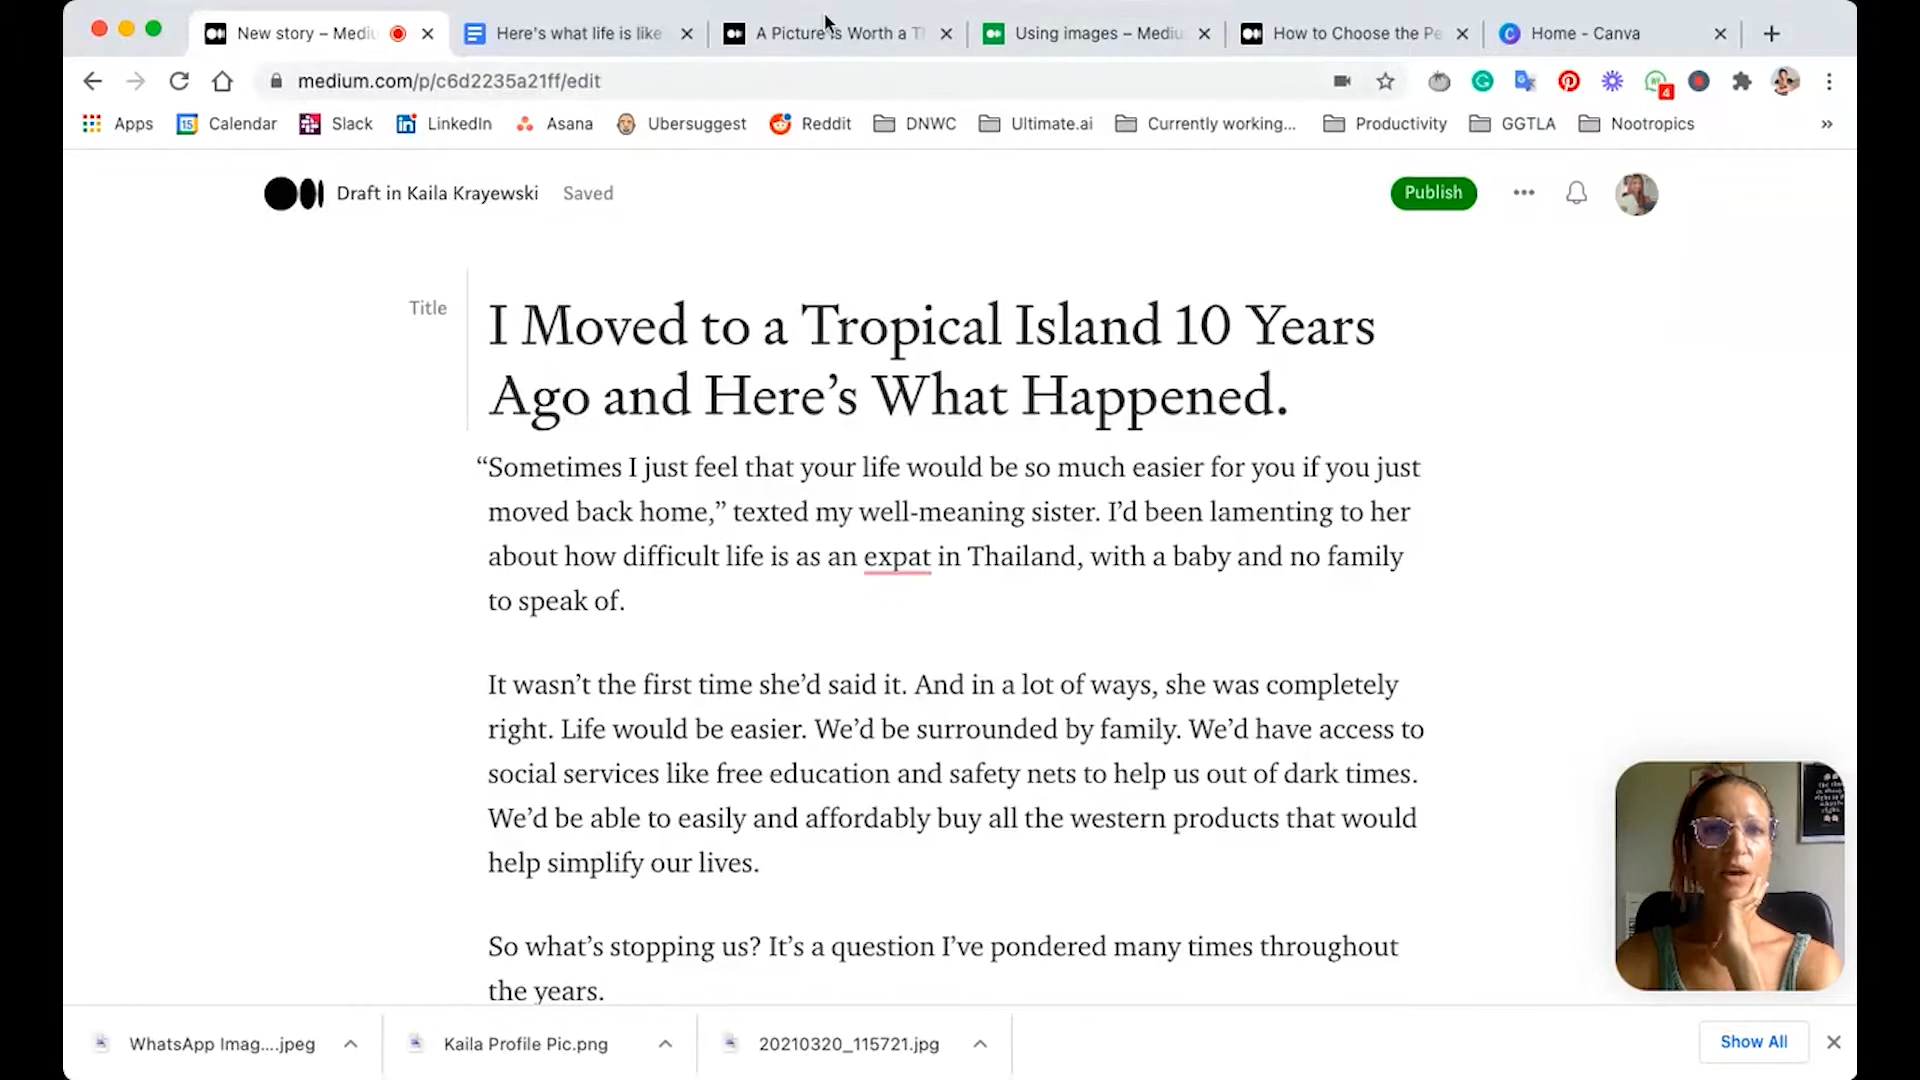 New story – Mediu
Here's what life is like
A Picture is Worth a T
Using images – Mediu
How to Choose the Pe
Home - Canva
medium.com/p/c6d2235a21ff/edit
4
Apps
15
Calendar
Slack
LinkedIn
Asana
Ubersuggest
Reddit
DNWC
Ultimate.ai
Currently working...
Productivity
GGTLA
Nootropics
»
Draft in Kaila Krayewski
Saved
Publish
Title
I Moved to a Tropical Island 10 Years
Ago and Here’s What Happened.
“Sometimes I just feel that your life would be so much easier for you if you just
moved back home,” texted my well-meaning sister. I’d been lamenting to her
about how difficult life is as an expat in Thailand, with a baby and no family
to speak of.
It wasn’t the first time she’d said it. And in a lot of ways, she was completely
right. Life would be easier. We’d be surrounded by family. We’d have access to
social services like free education and safety nets to help us out of dark times.
We’d be able to easily and affordably buy all the western products that would
help simplify our lives.
So what’s stopping us? It’s a question I’ve pondered many times throughout
the years.
WhatsApp Imag....jpeg
Kaila Profile Pic.png
20210320_115721.jpg
Show All